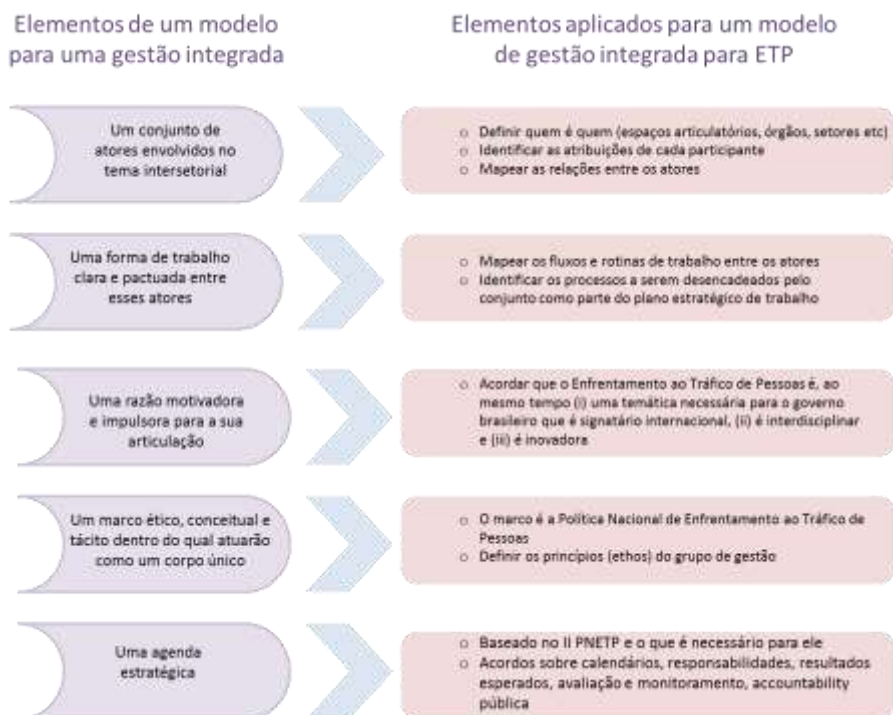 Elementos de um modelo
para uma gestão integrada
Elementos aplicados para um modelo
de gestão integrada para ETP
Um conjunto de
atores envolvidos no
tema intersetorial
o Definir quem é quem (espaços articulatórios, órgãos, setores etc)
o Identificar as atribuições de cada participante
o Mapear as relações entre os atores
Uma forma de trabalho
clara e pactuada entre
esses atores
o Mapear os fluxos e rotinas de trabalho entre os atores
o Identificar os processos a serem desencadeados pelo
conjunto como parte do plano estratégico de trabalho
Uma razão motivadora
e impulsora para a sua
articulação
o Acordar que o Enfrentamento ao Tráfico de Pessoas é, ao
mesmo tempo (i) uma temática necessária para o governo
brasileiro que é signatário internacional, (ii) é interdisciplinar
e (iii) é inovadora
Um marco ético, conceitual e
tácito dentro do qual atuarão
como um corpo único
o O marco é a Política Nacional de Enfrentamento ao Tráfico de
Pessoas
o Definir os princípios (ethos) do grupo de gestão
Uma agenda
estratégica
o Baseado no II PNETP e o que é necessário para ele
o Acordos sobre calendários, responsabilidades, resultados
esperados, avaliação e monitoramento, accountability
pública